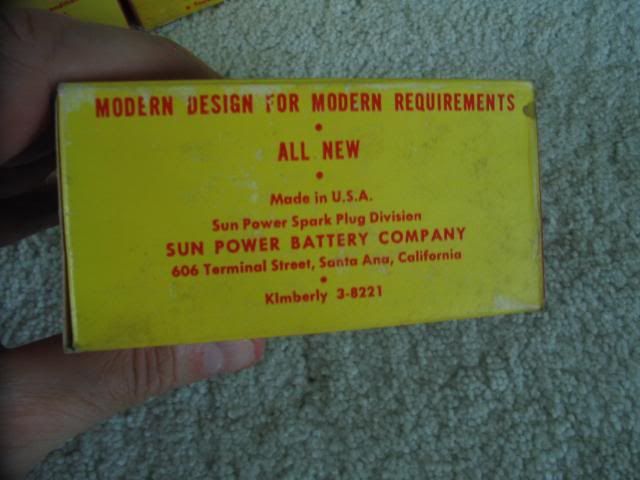 MODERN DESIGN FOR MODERN REQUIREMENTS
•
ALL NEW
•
Made in U.S.A.
Sun Power Spark Plug Division
SUN POWER BATTERY COMPANY
606 Terminal Street, Santa Ana, California
•
KImberly 3-8221